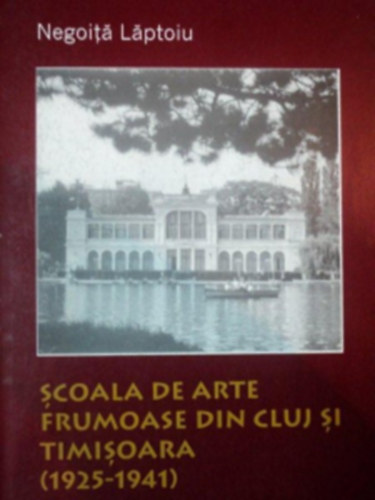 Negoiță Lăptoiu
ȘCOALA DE ARTE
FRUMOASE DIN CLUJ ȘI
TIMIȘOARA
(1925-1941)